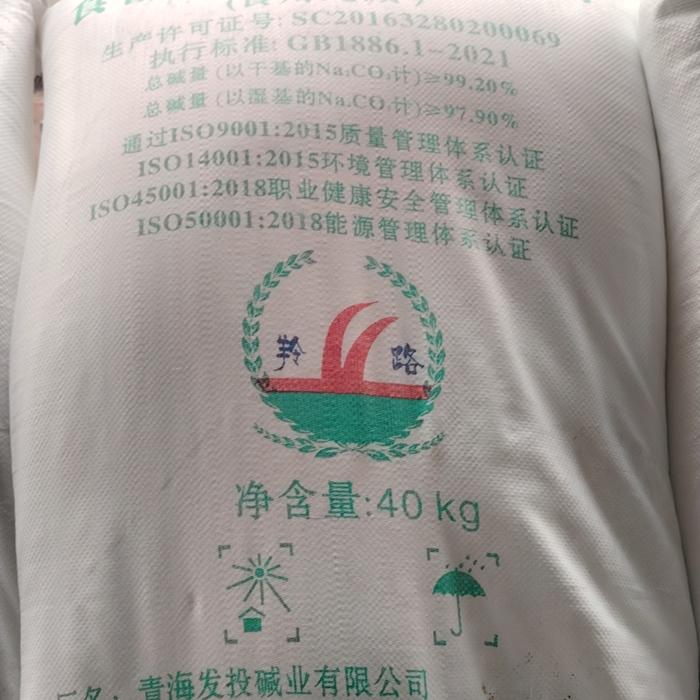 生产许可证号: SC20163280200069
执行标准: GB1886.1-2021
总碱量 (以干基的Na₂CO₃计)≥99.20%
总碱量 (以湿基的Na₂CO₃计)≥97.90%
通过ISO9001:2015质量管理体系认证
ISO14001:2015环境管理体系认证
ISO45001:2018职业健康安全管理体系认证
ISO50001:2018能源管理体系认证
羚 路
净含量:40 kg
厂名: 青海发投碱业有限公司